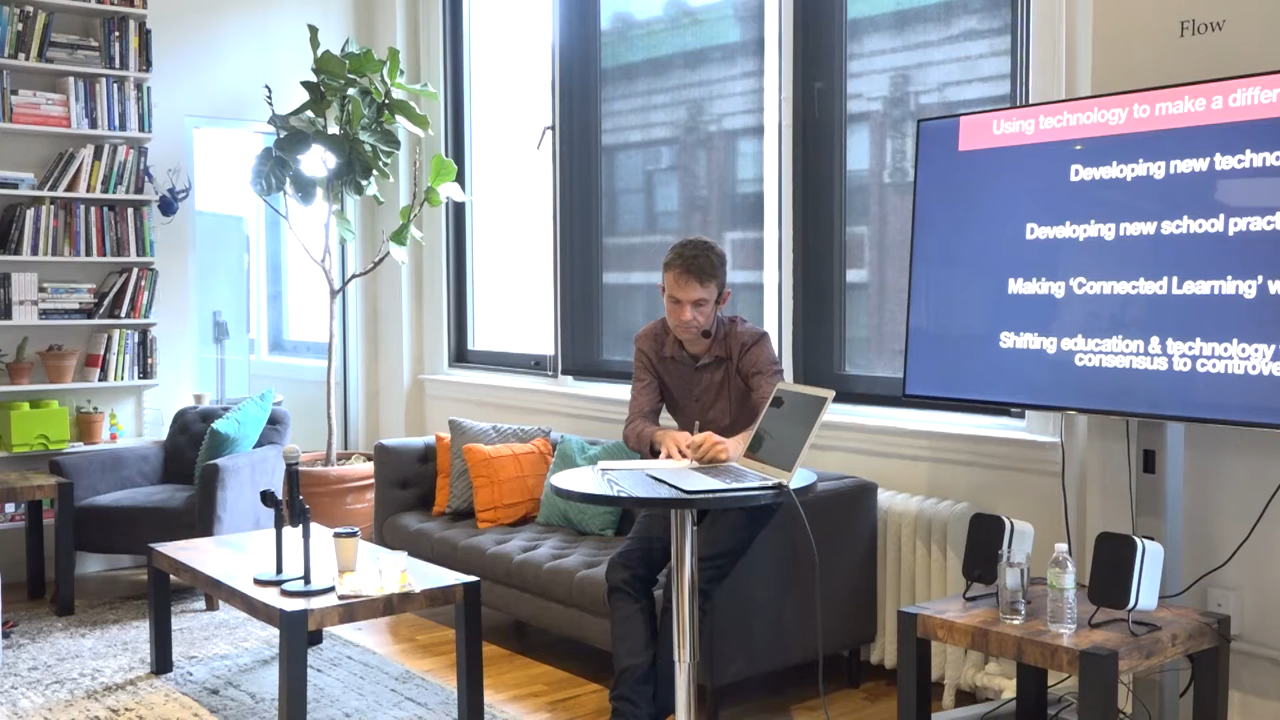 Flow
Using technology to make a differ
Developing new techno
Developing new school pract
Making ‘Connected Learning’ w
Shifting education & technology
consensus to controve